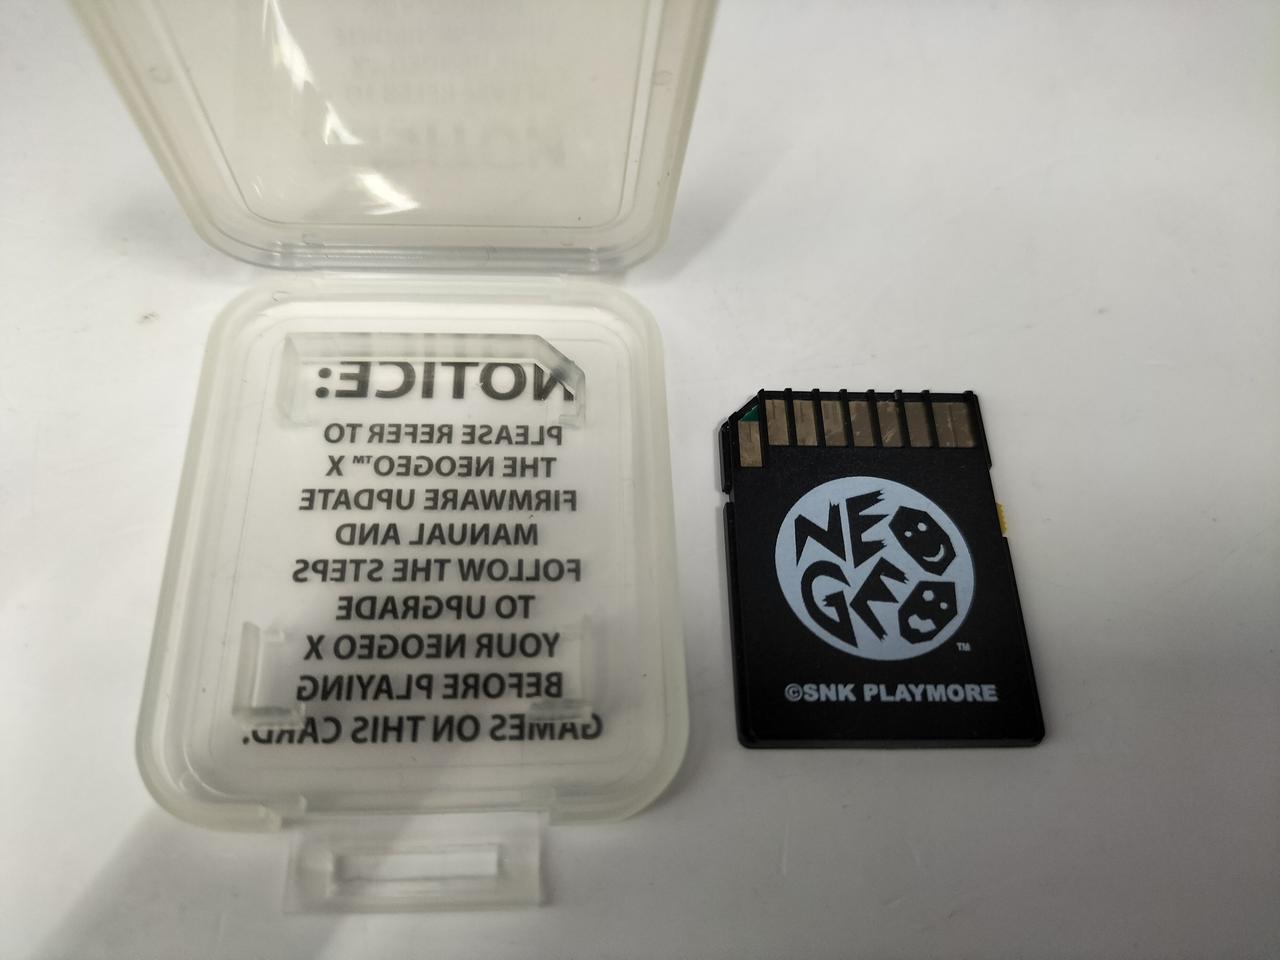 NOTICE:
PLEASE REFER TO
THE NEOGEO™ X
FIRMWARE UPDATE
MANUAL AND
FOLLOW THE STEPS
TO UPGRADE
YOUR NEOGEO X
BEFORE PLAYING
GAMES ON THIS CARD.
NEO
GEO
™
©SNK PLAYMORE